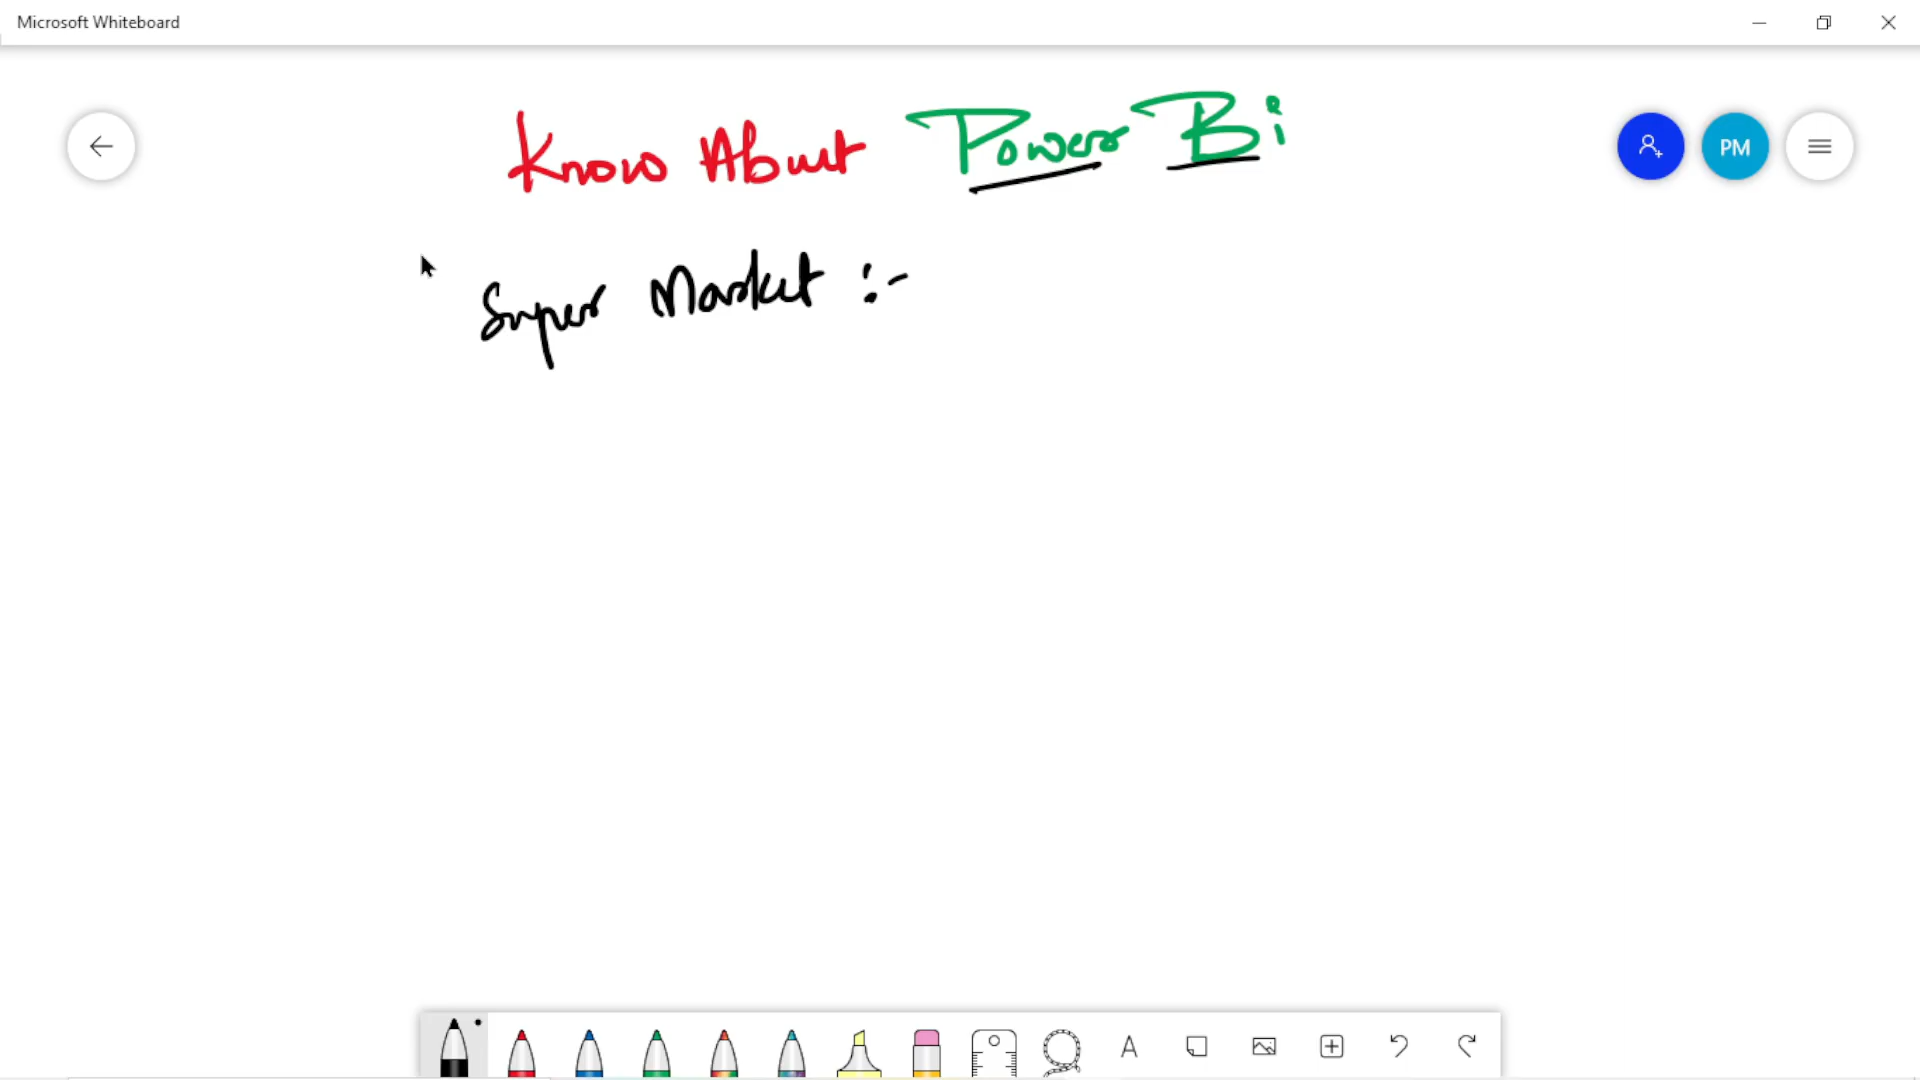 Microsoft Whiteboard
Know About Power Bi
PM
Super Market :-
A